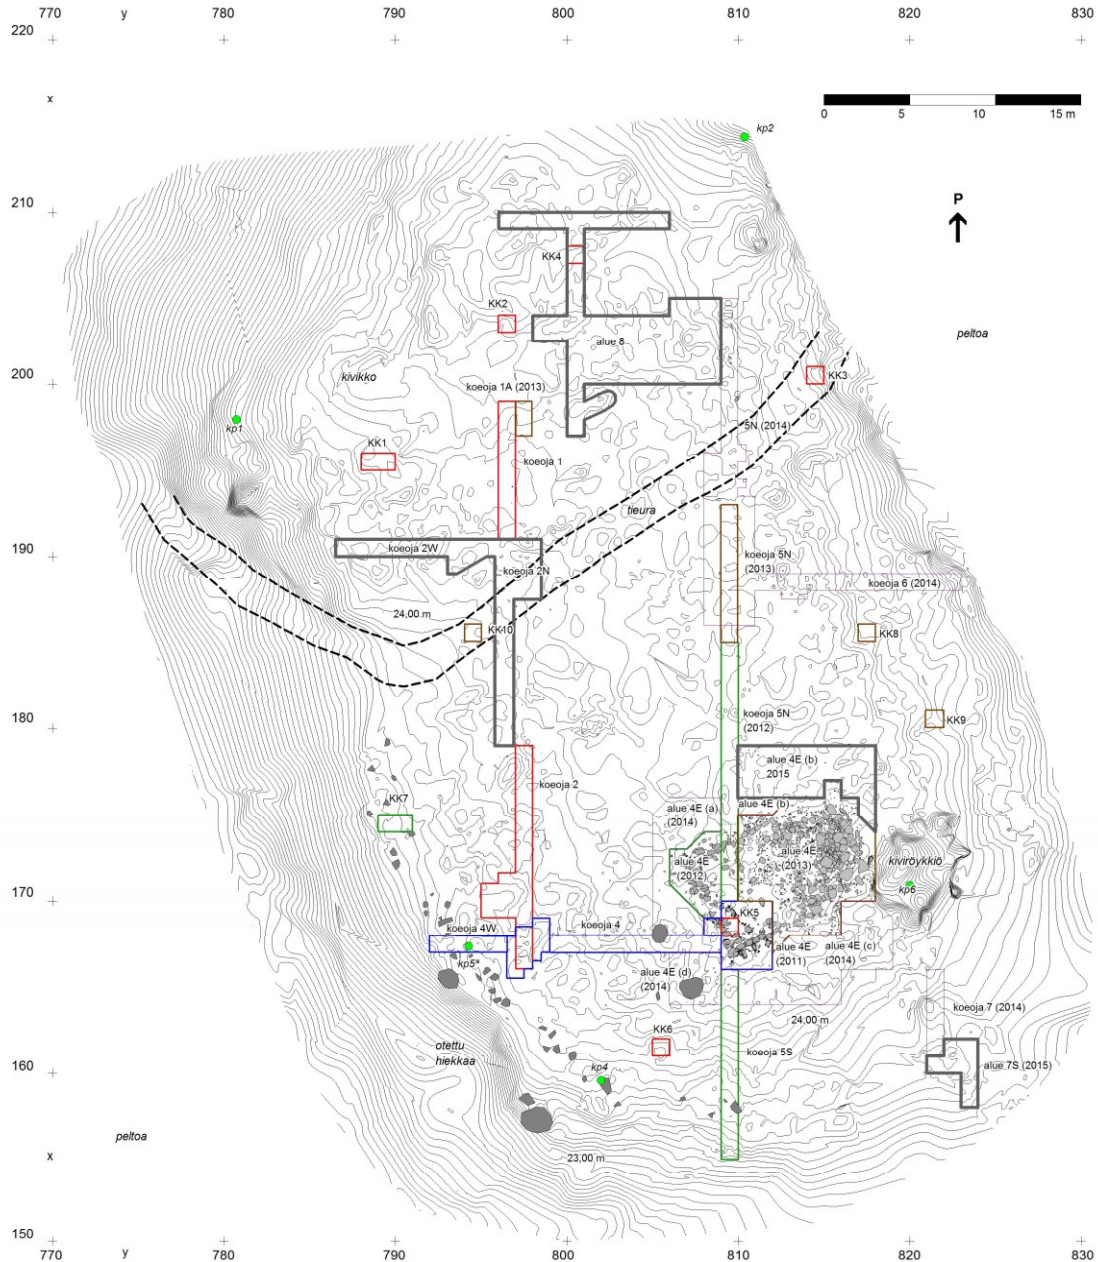 770 y 780 790 800 810 820 830
220
x
0 5 10 15 m
kp2
P
210
KK4
KK2
alue 8
peltoa
kivikko
200
KK3
koeoja 1A (2013)
kp1
5N (2014)
KK1
koeoja 1
tieura
190
koeoja 2W
koeoja 5N
(2013)
koeoja 2N
koeoja 6 (2014)
24,00 m
KK10
KK8
180
koeoja 5N
(2012)
KK9
alue 4E (b)
2015
koeoja 2
KK7
alue 4E (a)
(2014)
alue 4E (b)
alue 4E
(2013)
alue 4E
(2012)
kiviröykkiö
kp6
170
KK5
koeoja 4W
koeoja 4
kp5
alue 4E
(2011)
alue 4E (c)
(2014)
alue 4E (d)
(2014)
24,00 m
koeoja 7 (2014)
otettu
hiekkaa
KK6
koeoja 5S
160
kp4
alue 7S (2015)
peltoa
x
23,00 m
150
770 y 780 790 800 810 820 830